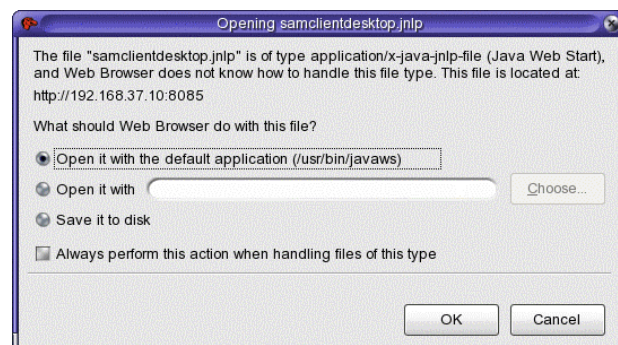 Opening samclientdesktop.jnlp
The file "samclientdesktop.jnlp" is of type application/x-java-jnlp-file (Java Web Start),
and Web Browser does not know how to handle this file type. This file is located at:
http://192.168.37.10:8085
What should Web Browser do with this file?
Open it with the default application (/usr/bin/javaws)
Open it with
Choose...
Save it to disk
Always perform this action when handling files of this type
OK
Cancel